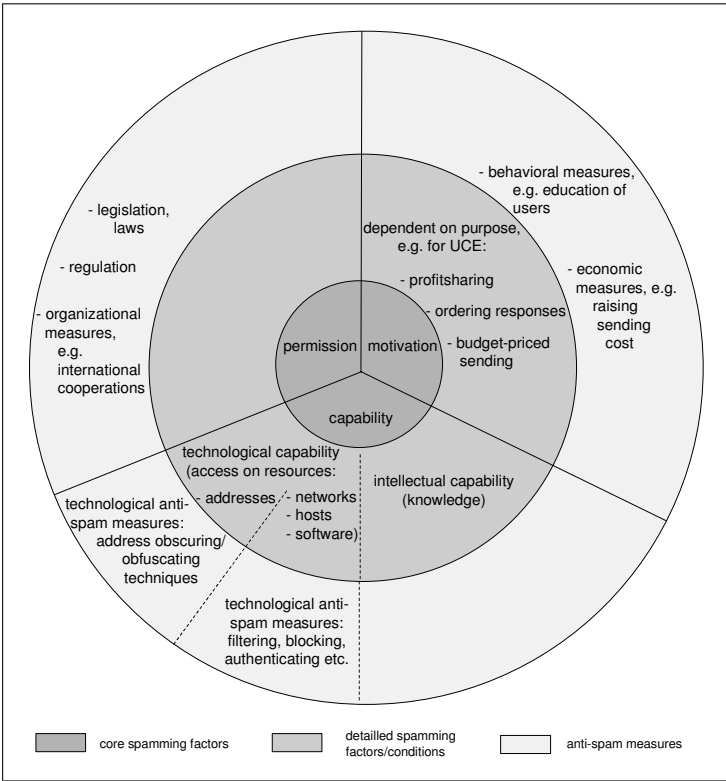 - behavioral measures,
e.g. education of
users
- legislation,
laws
dependent on purpose,
e.g. for UCE:
- regulation
- profitsharing
- economic
measures, e.g.
raising
sending
cost
- organizational
measures,
e.g.
international
cooperations
- ordering responses
- budget-priced
sending
permission
motivation
capability
technological capability
(access on resources:
- addresses
- networks
- hosts
- software)
intellectual capability
(knowledge)
technological anti-
spam measures:
address obscuring/
obfuscating
techniques
technological anti-
spam measures:
filtering, blocking,
authenticating etc.
core spamming factors
detailled spamming
factors/conditions
anti-spam measures